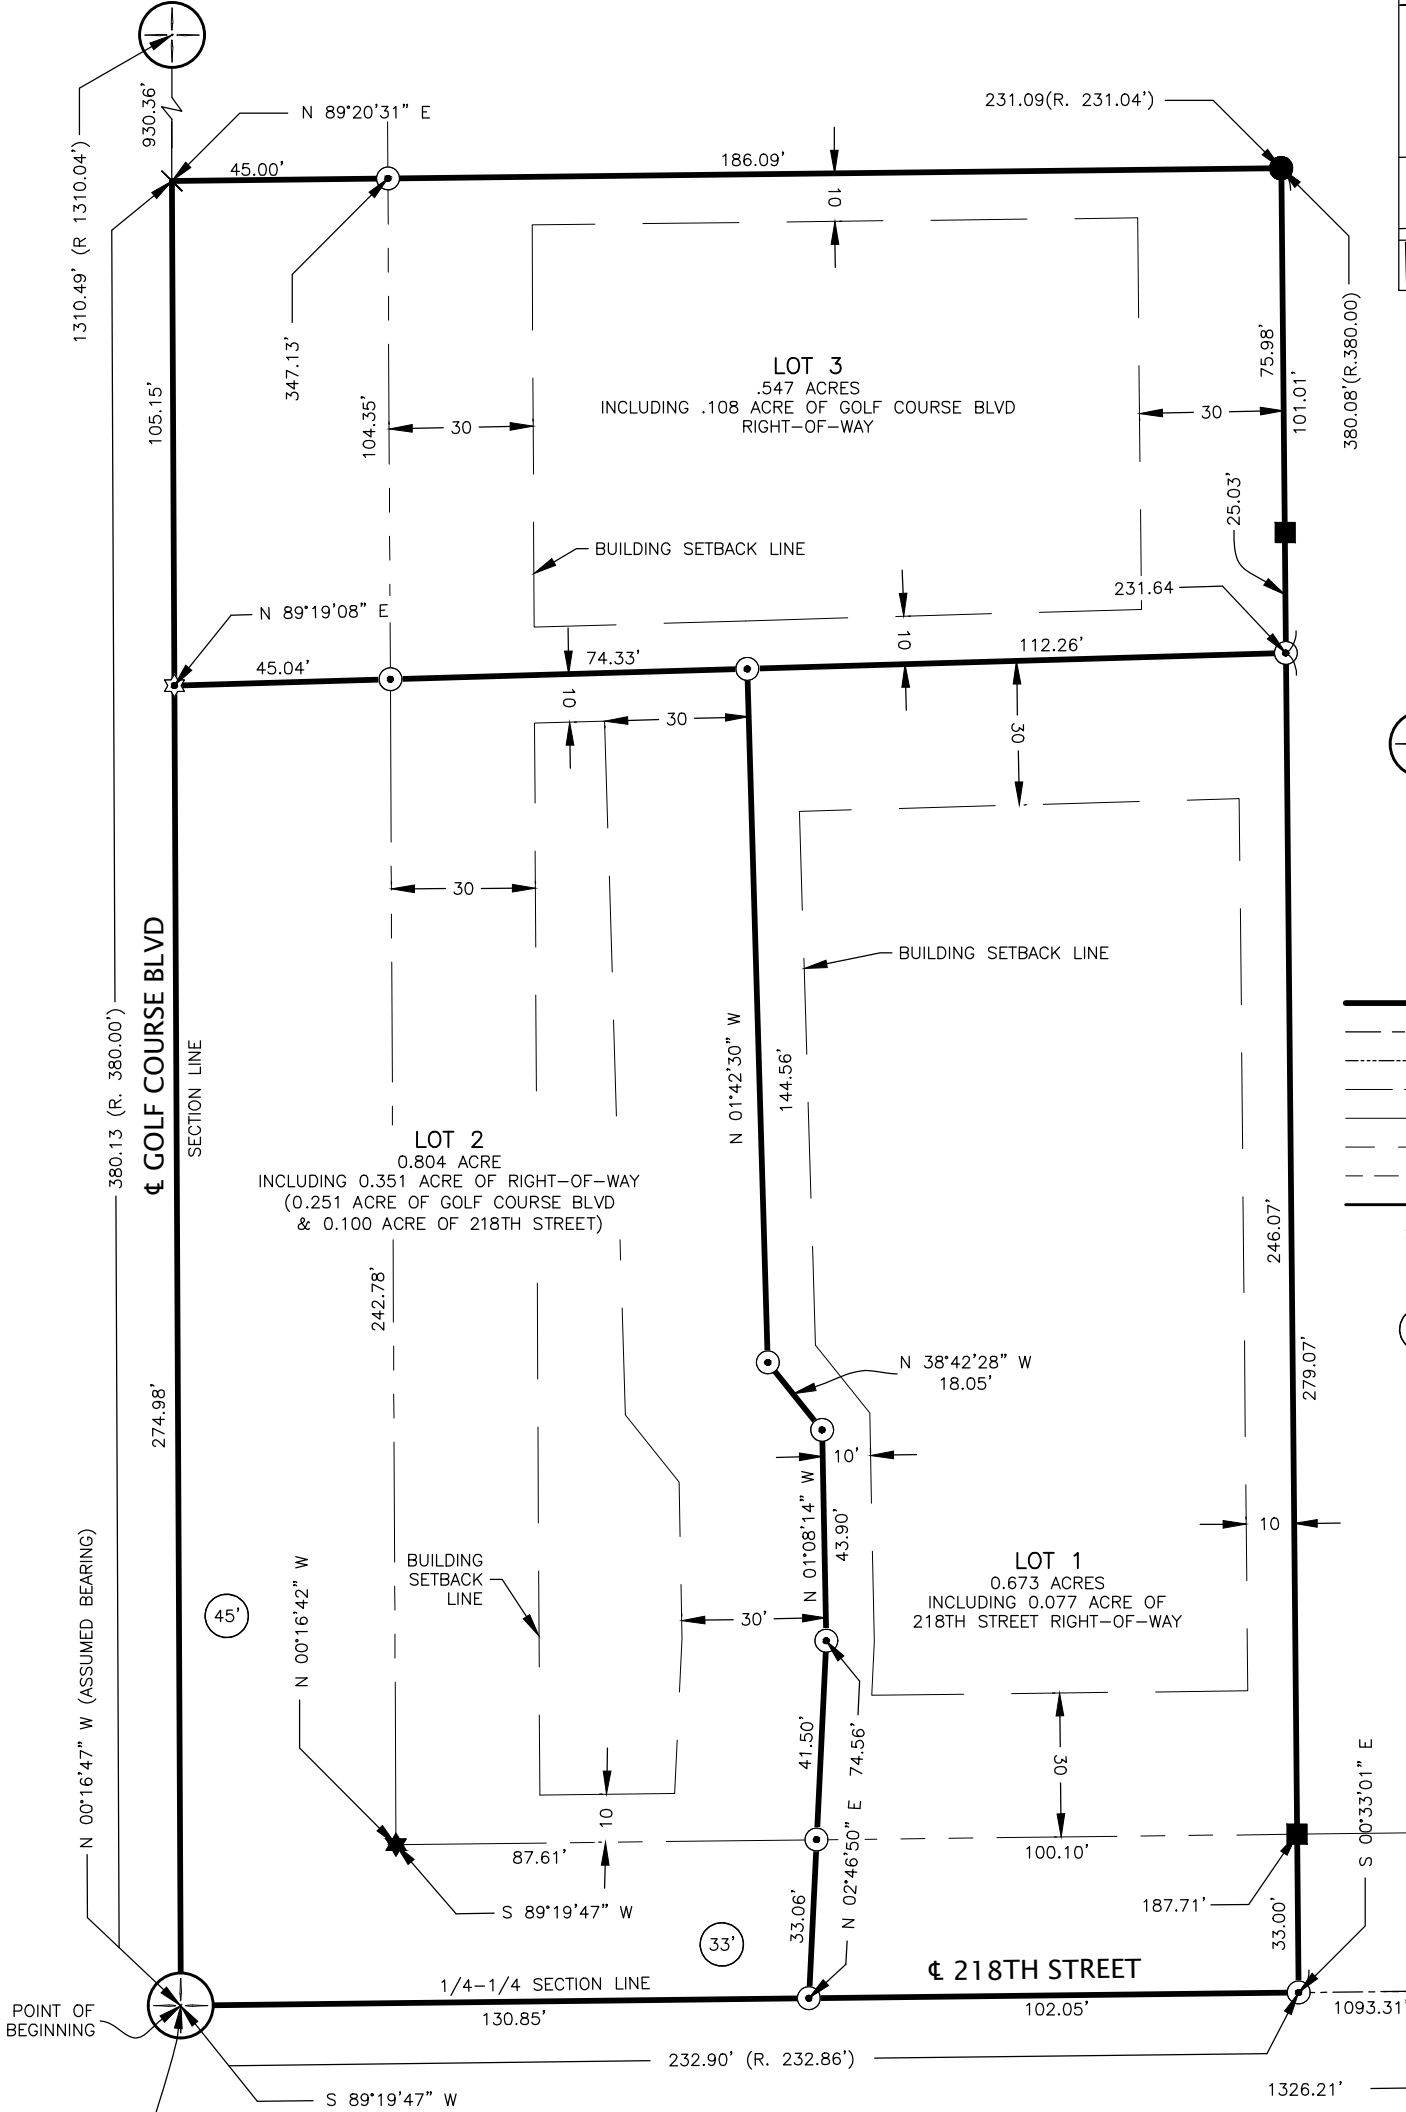 930.36'
1310.49' (R 1310.04')
N 89°20'31" E
231.09(R. 231.04')
45.00'
186.09'
10
347.13'
105.15'
104.35'
30
LOT 3
.547 ACRES
INCLUDING .108 ACRE OF GOLF COURSE BLVD
RIGHT-OF-WAY
30
75.98'
101.01'
380.08'(R.380.00)
25.03'
BUILDING SETBACK LINE
231.64
N 89°19'08" E
45.04'
74.33'
10
112.26'
10
30
30
30
BUILDING SETBACK LINE
380.13 (R. 380.00')
℄ GOLF COURSE BLVD
SECTION LINE
N 01°42'30" W
144.56'
LOT 2
0.804 ACRE
INCLUDING 0.351 ACRE OF RIGHT-OF-WAY
(0.251 ACRE OF GOLF COURSE BLVD
& 0.100 ACRE OF 218TH STREET)
242.78'
246.07'
279.07'
274.98'
N 38°42'28" W
18.05'
10'
N 01°08'14" W
43.90'
10
BUILDING
SETBACK
LINE
LOT 1
0.673 ACRES
INCLUDING 0.077 ACRE OF
218TH STREET RIGHT-OF-WAY
45'
30'
N 00°16'42" W
N 00°16'47" W (ASSUMED BEARING)
41.50'
74.56'
30
10
S 00°33'01" E
87.61'
100.10'
S 89°19'47" W
N 02°46'50" E
187.71'
33.06'
33.00'
33'
1/4-1/4 SECTION LINE
℄ 218TH STREET
POINT OF
BEGINNING
130.85'
102.05'
1093.31'
232.90' (R. 232.86')
S 89°19'47" W
1326.21'